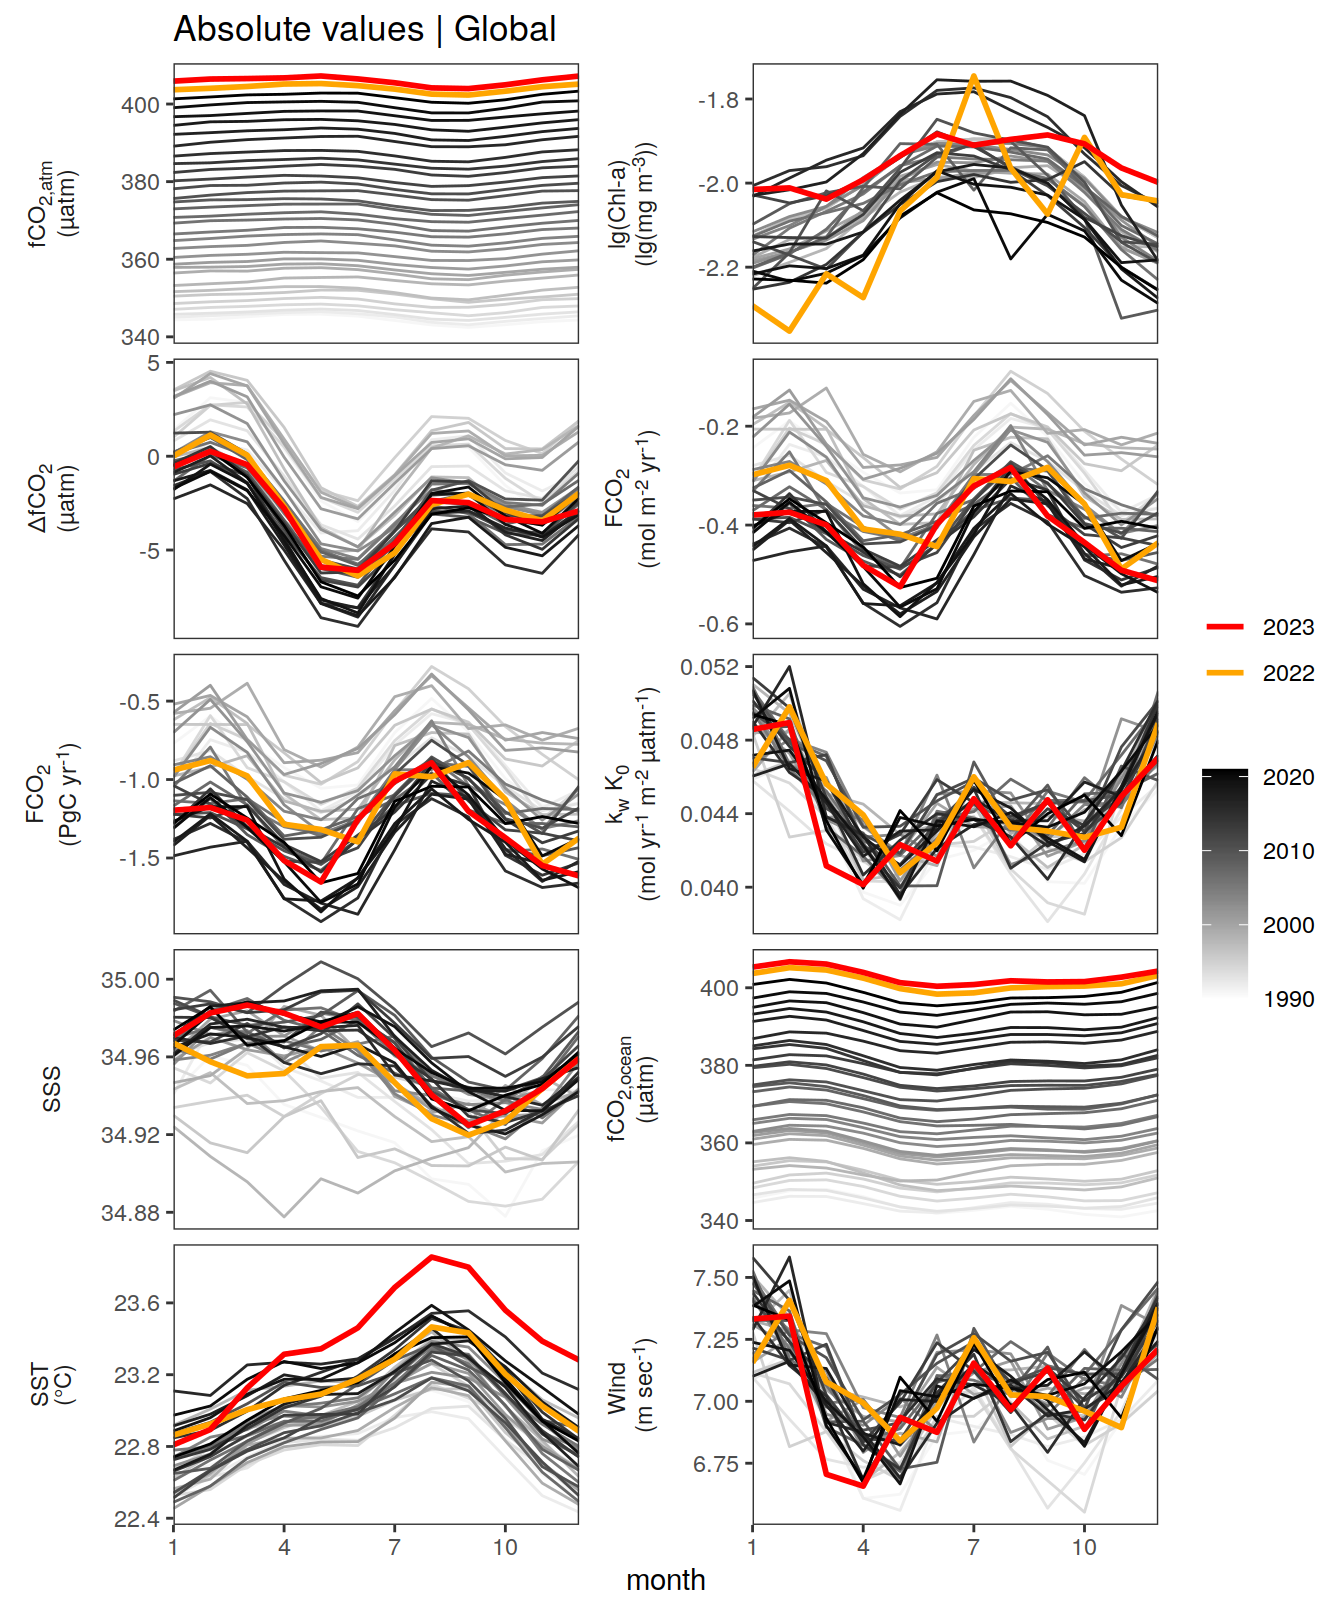 Absolute values | Global
fCO2,atm
(µatm)
400
380
360
340
lg(Chl-a)
(lg(mg m-3))
-1.8
-2.0
-2.2
ΔfCO2
(µatm)
5
0
-5
FCO2
(mol m-2 yr-1)
-0.2
-0.4
-0.6
FCO2
(PgC yr-1)
-0.5
-1.0
-1.5
kw K0
(mol yr-1 m-2 µatm-1)
0.052
0.048
0.044
0.040
SSS
35.00
34.96
34.92
34.88
fCO2,ocean
(µatm)
400
380
360
340
SST
(°C)
23.6
23.2
22.8
22.4
Wind
(m sec-1)
7.50
7.25
7.00
6.75
1 4 7 10
1 4 7 10
month
2023
2022
2020
2010
2000
1990